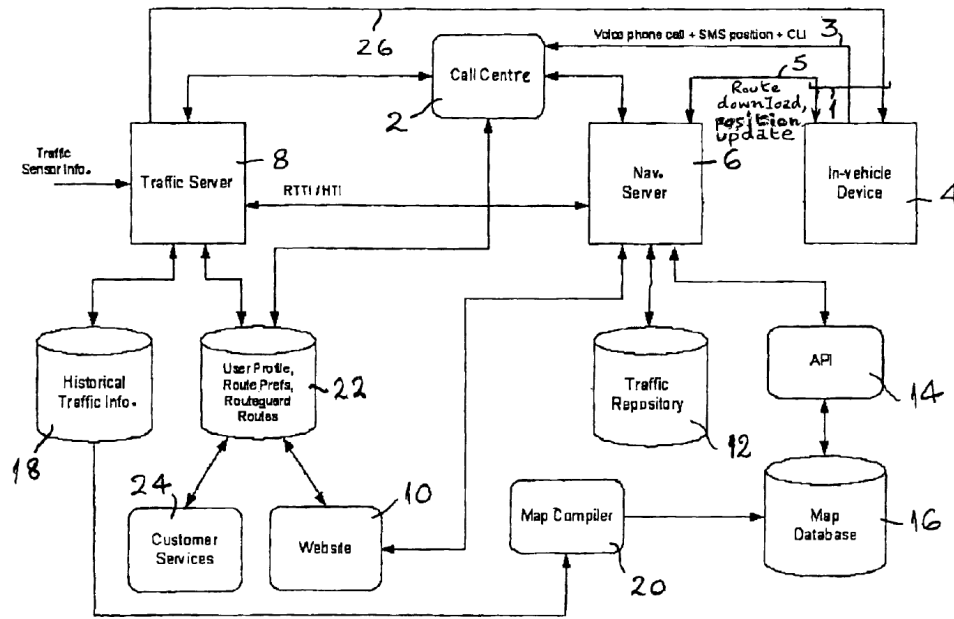 26
Voice phone call + SMS position + CLI
3
Call Centre
2
5
Route
download,
position
update
1
Traffic
Sensor Info.
8
Traffic Server
RTTI / HTI
6
Nav.
Server
In-vehicle
Device
4
Historical
Traffic Info.
18
User Profile,
Route Prefs,
Routeguard
Routes
22
Traffic
Repository
12
API
14
24
Customer
Services
10
Website
Map Compiler
20
Map
Database
16